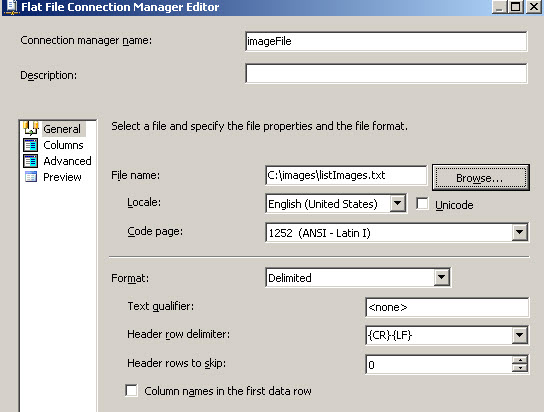 Flat File Connection Manager Editor
Connection manager name:
imageFile
Description:
General
Columns
Advanced
Preview
Select a file and specify the file properties and the file format.
File name:
C:\images\listImages.txt
Browse...
Locale:
English (United States)
Unicode
Code page:
1252 (ANSI - Latin I)
Format:
Delimited
Text qualifier:
<none>
Header row delimiter:
{CR}{LF}
Header rows to skip:
0
Column names in the first data row